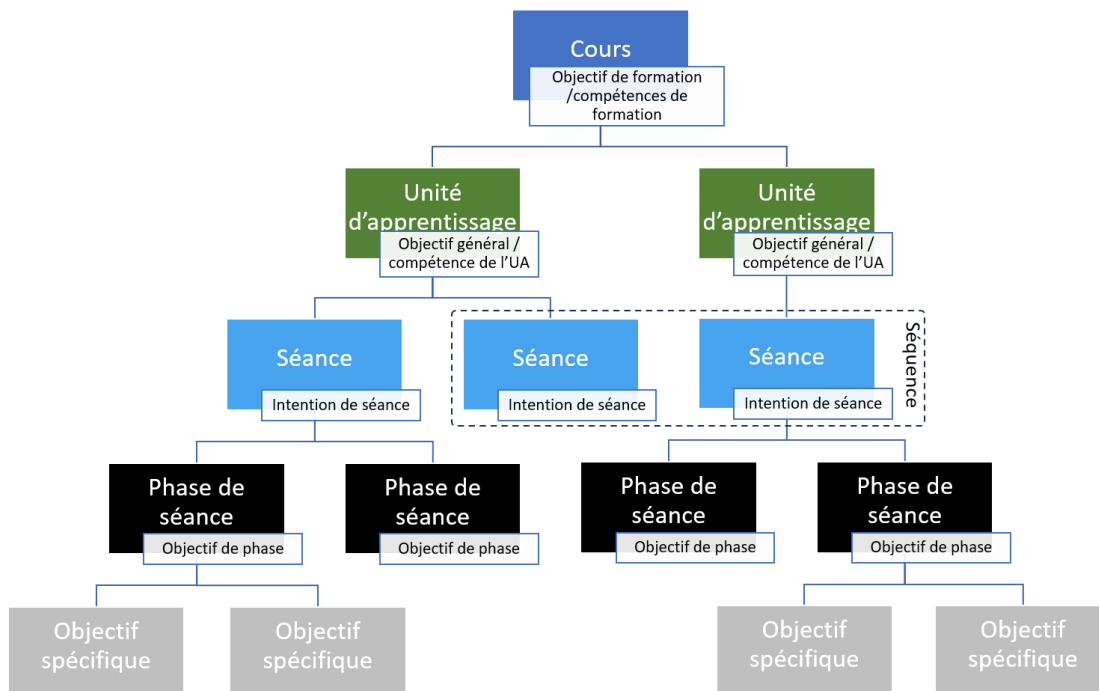 Cours
Objectif de formation
/compétences de
formation
Unité
d'apprentissage
Objectif général /
compétence de l'UA
Unité
d'apprentissage
Objectif général /
compétence de l'UA
Séance
Intention de séance
Séance
Intention de séance
Séance
Intention de séance
Séquence
Phase de
séance
Objectif de phase
Phase de
séance
Objectif de phase
Phase de
séance
Objectif de phase
Phase de
séance
Objectif de phase
Objectif
spécifique
Objectif
spécifique
Objectif
spécifique
Objectif
spécifique